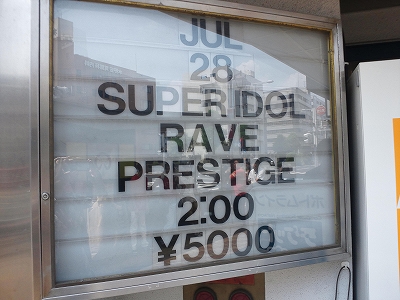 JUL
28
SUPER IDOL
RAVE
PRESTIGE
2:00
¥5000